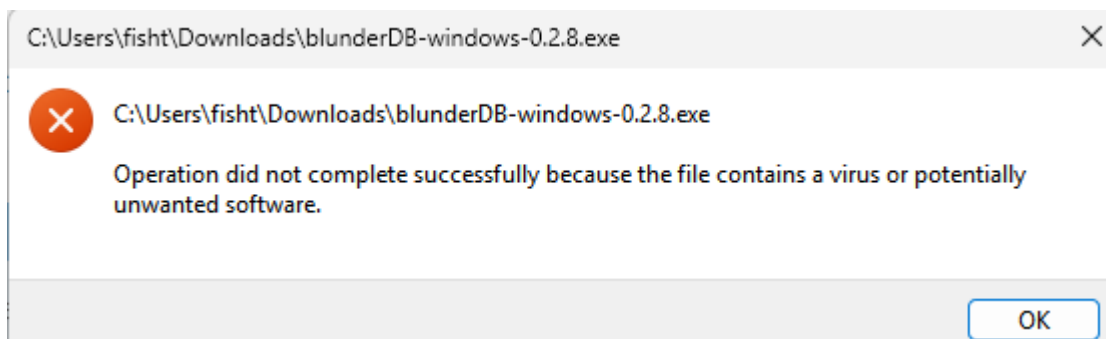 C:\Users\fisht\Downloads\blunderDB-windows-0.2.8.exe
C:\Users\fisht\Downloads\blunderDB-windows-0.2.8.exe
Operation did not complete successfully because the file contains a virus or potentially
unwanted software.
OK